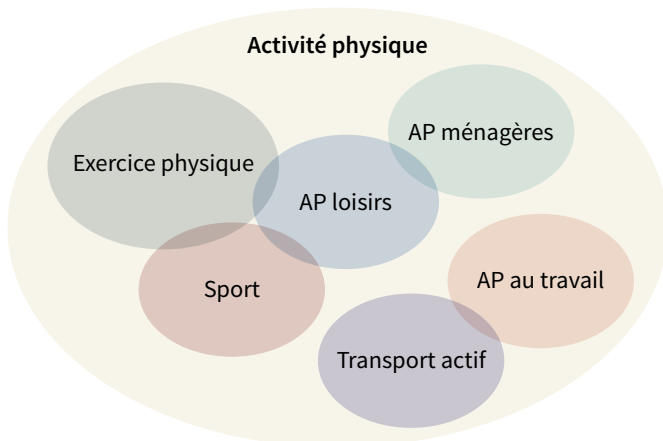 Activité physique
AP ménagères
Exercice physique
AP loisirs
AP au travail
Sport
Transport actif